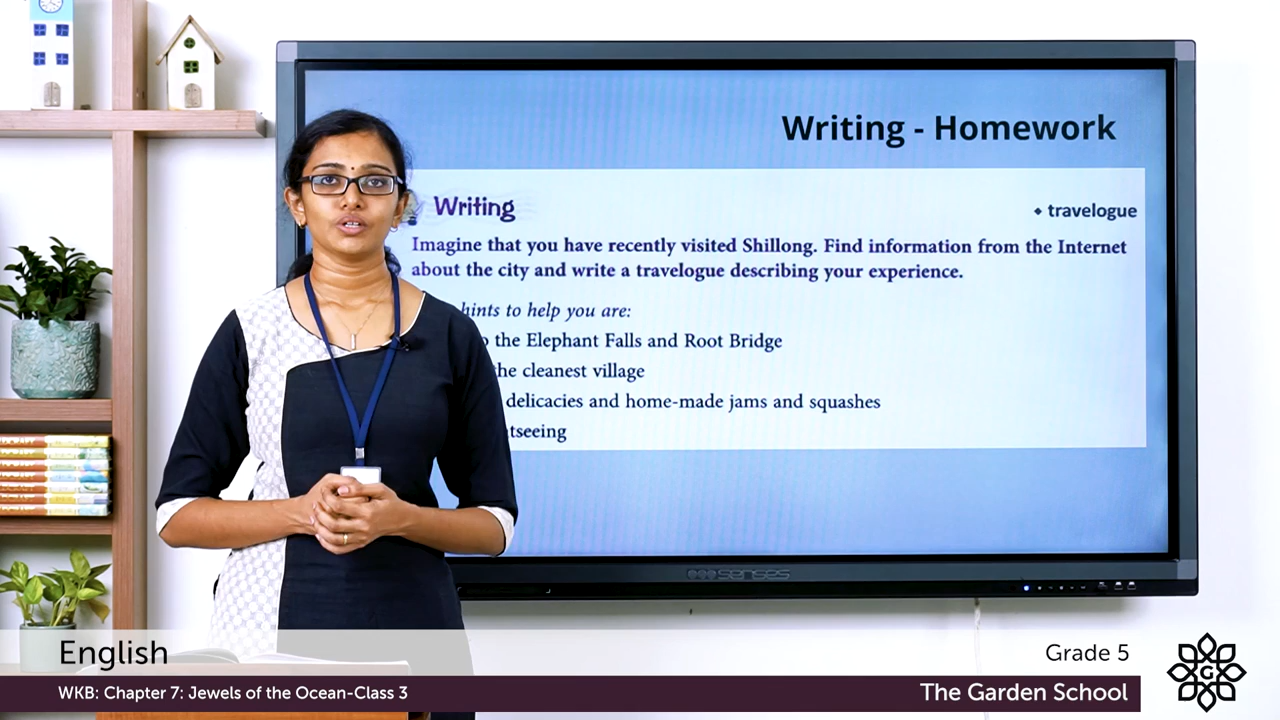 Writing - Homework
Writing
travelogue
Imagine that you have recently visited Shillong. Find information from the Internet
about the city and write a travelogue describing your experience.
hints to help you are:
the Elephant Falls and Root Bridge
the cleanest village
delicacies and home-made jams and squashes
senses
English
Grade 5
WKB: Chapter 7: Jewels of the Ocean-Class 3
The Garden School
G